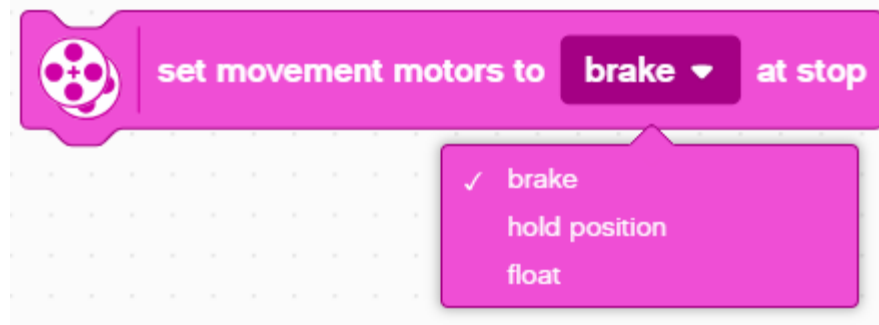 set movement motors to brake at stop
✓ brake
hold position
float